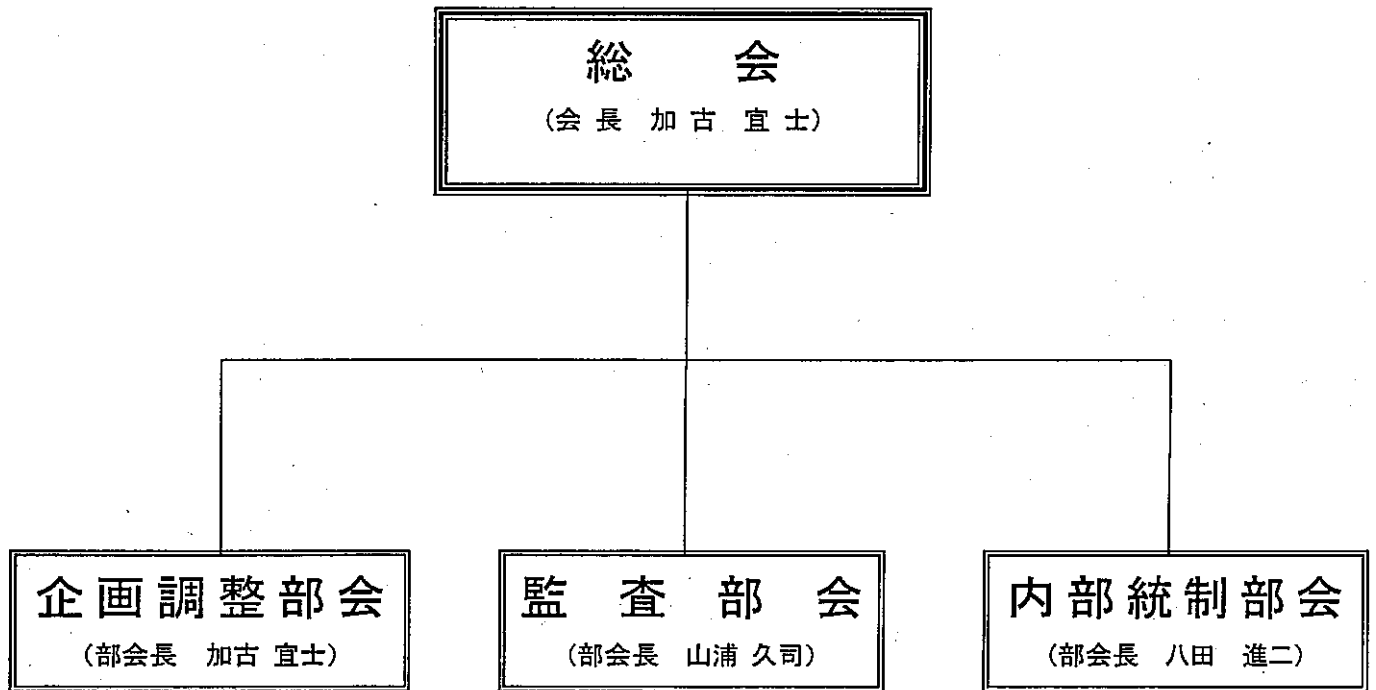 総　会
(会長　加古　宜士)
企画調整部会
(部会長　加古 宜士)
監査部会
(部会長　山浦 久司)
内部統制部会
(部会長　八田　進二)